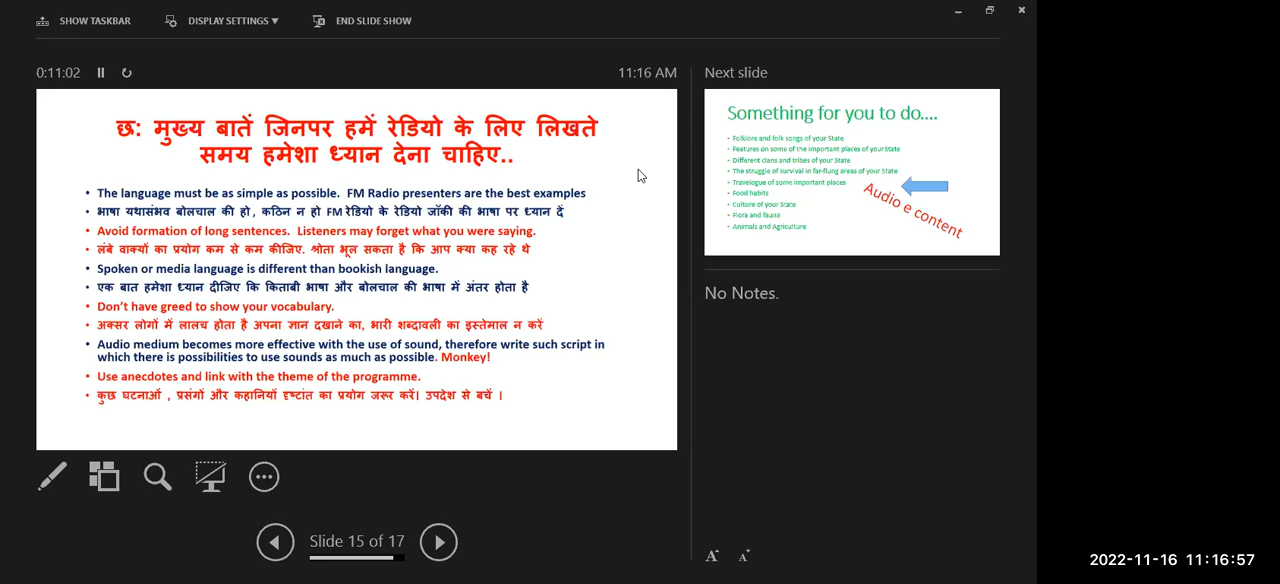 SHOW TASKBAR
DISPLAY SETTINGS ▼
END SLIDE SHOW
0:11:02
11:16 AM
छ: मुख्य बातें जिनपर हमें रेडियो के लिए लिखते
समय हमेशा ध्यान देना चाहिए..
• The language must be as simple as possible. FM Radio presenters are the best examples
• भाषा यथासंभव बोलचाल की हो , कठिन न हो FM रेडियो के रेडियो जॉकी की भाषा पर ध्यान दें
• Avoid formation of long sentences. Listeners may forget what you were saying.
• लंबे वाक्यों का प्रयोग कम से कम कीजिए. श्रोता भूल सकता है कि आप क्या कह रहे थे
• Spoken or media language is different than bookish language.
• एक बात हमेशा ध्यान दीजिए कि किताबी भाषा और बोलचाल की भाषा में अंतर होता है
• Don't have greed to show your vocabulary.
• अक्सर लोगों में लालच होता है अपना ज्ञान दखाने का, भारी शब्दावली का इस्तेमाल न करें
• Audio medium becomes more effective with the use of sound, therefore write such script in
which there is possibilities to use sounds as much as possible. Monkey!
• Use anecdotes and link with the theme of the programme.
• कुछ घटनाओं , प्रसंगों और कहानियों दृष्टांत का प्रयोग जरूर करें। उपदेश से बचें ।
Slide 15 of 17
Next slide
Something for you to do....
• Folklore and folk songs of your State
• Features on some of the important places of your State
• Different clans and tribes of your State
• The struggle of survival in far-flung areas of your State
• Travelogue of some important places
• Food habits
• Culture of your State
• Flora and fauna
• Animals and Agriculture
Audio e content
No Notes.
A A
2022-11-16 11:16:57